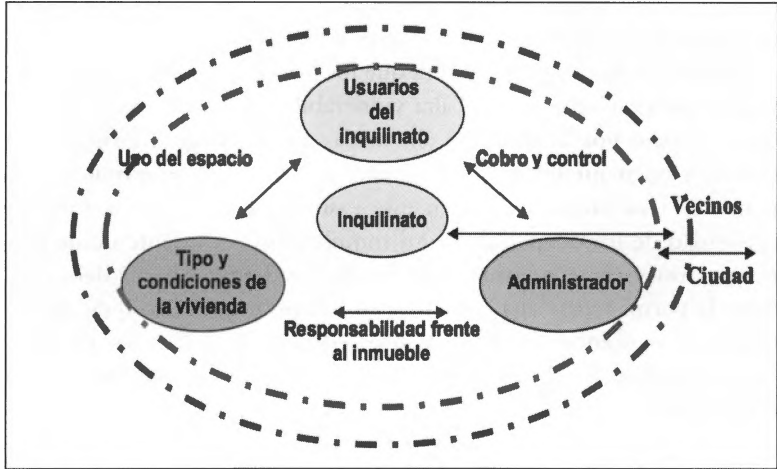 Usuarios
del
inquilinato
Uso del espacio
Cobro y control
Inquilinato
Vecinos
Tipo y
condiciones de
la vivienda
Administrador
Ciudad
Responsabilidad frente
al inmueble